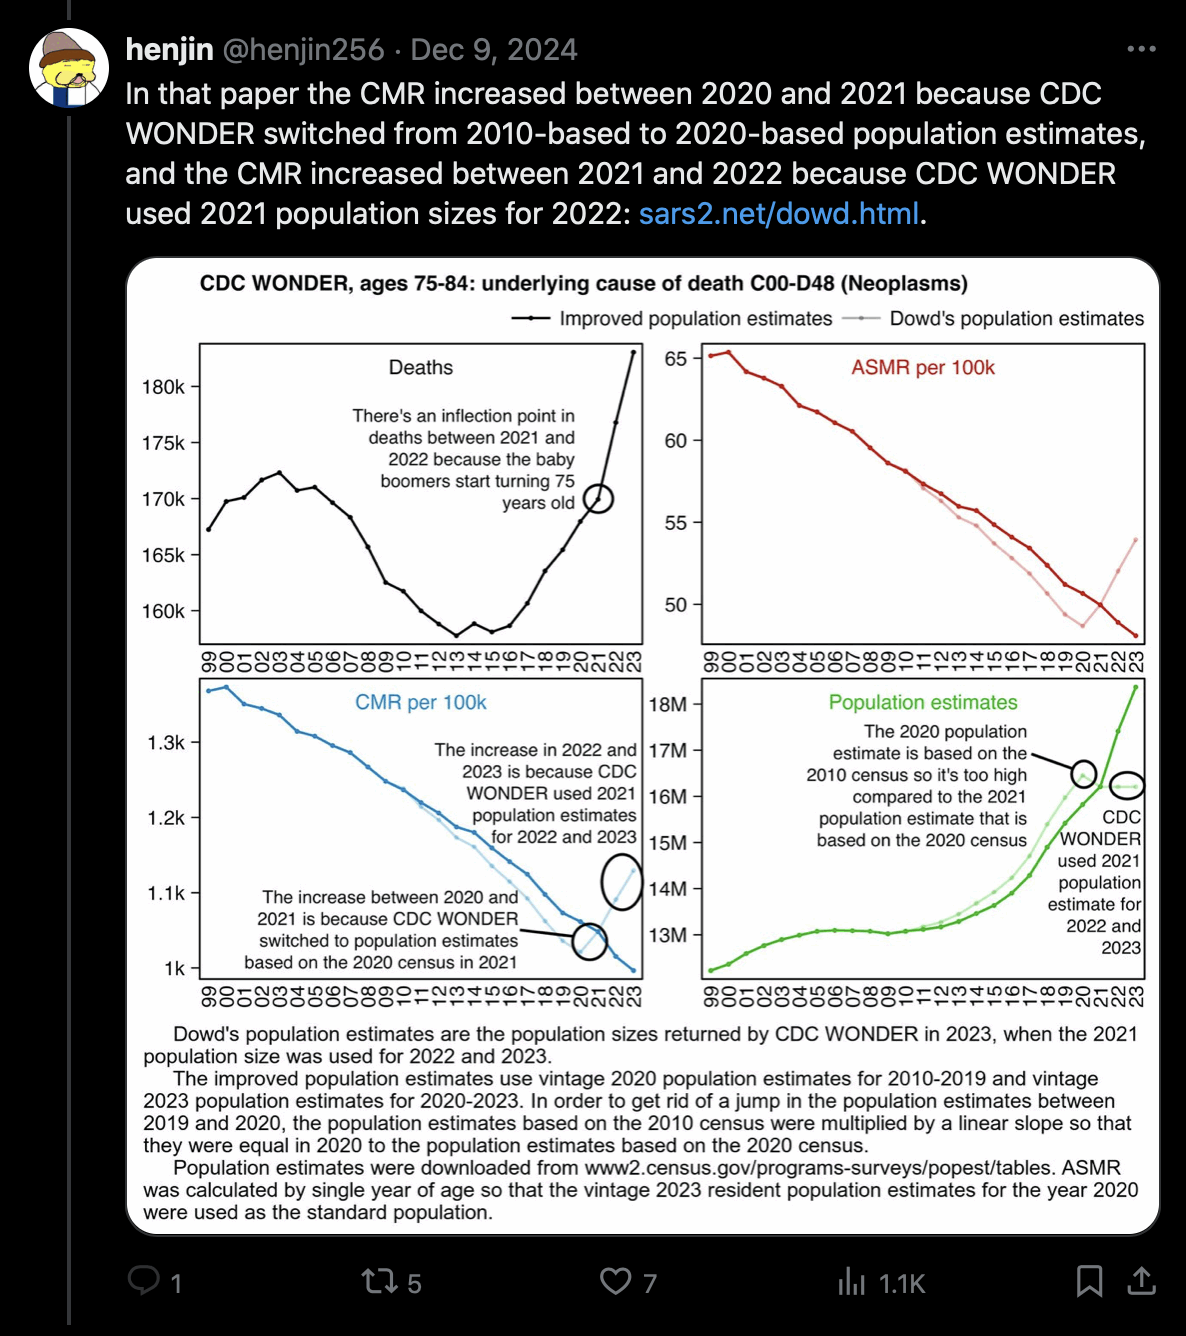 henjin @henjin256 · Dec 9, 2024
In that paper the CMR increased between 2020 and 2021 because CDC
WONDER switched from 2010-based to 2020-based population estimates,
and the CMR increased between 2021 and 2022 because CDC WONDER
used 2021 population sizes for 2022: sars2.net/dowd.html.
CDC WONDER, ages 75-84: underlying cause of death C00-D48 (Neoplasms)
Improved population estimates
Dowd's population estimates
Deaths
180k
175k
170k
165k
160k
There's an inflection point in
deaths between 2021 and
2022 because the baby
boomers start turning 75
years old
99 00 01 02 03 04 05 06 07 08 09 10 11 12 13 14 15 16 17 18 19 20 21 22 23
ASMR per 100k
65
60
55
50
99 00 01 02 03 04 05 06 07 08 09 10 11 12 13 14 15 16 17 18 19 20 21 22 23
CMR per 100k
1.3k
1.2k
1.1k
1k
The increase in 2022 and
2023 is because CDC
WONDER used 2021
population estimates
for 2022 and 2023
The increase between 2020 and
2021 is because CDC WONDER
switched to population estimates
based on the 2020 census in 2021
99 00 01 02 03 04 05 06 07 08 09 10 11 12 13 14 15 16 17 18 19 20 21 22 23
Population estimates
18M
17M
16M
15M
14M
13M
The 2020 population
estimate is based on the
2010 census so it's too high
compared to the 2021
population estimate that is
based on the 2020 census
CDC
WONDER
used 2021
population
estimate for
2022 and
2023
99 00 01 02 03 04 05 06 07 08 09 10 11 12 13 14 15 16 17 18 19 20 21 22 23
Dowd's population estimates are the population sizes returned by CDC WONDER in 2023, when the 2021
population size was used for 2022 and 2023.
The improved population estimates use vintage 2020 population estimates for 2010-2019 and vintage
2023 population estimates for 2020-2023. In order to get rid of a jump in the population estimates between
2019 and 2020, the population estimates based on the 2010 census were multiplied by a linear slope so that
they were equal in 2020 to the population estimates based on the 2020 census.
Population estimates were downloaded from www2.census.gov/programs-surveys/popest/tables. ASMR
was calculated by single year of age so that the vintage 2023 resident population estimates for the year 2020
were used as the standard population.
1
5
7
1.1K